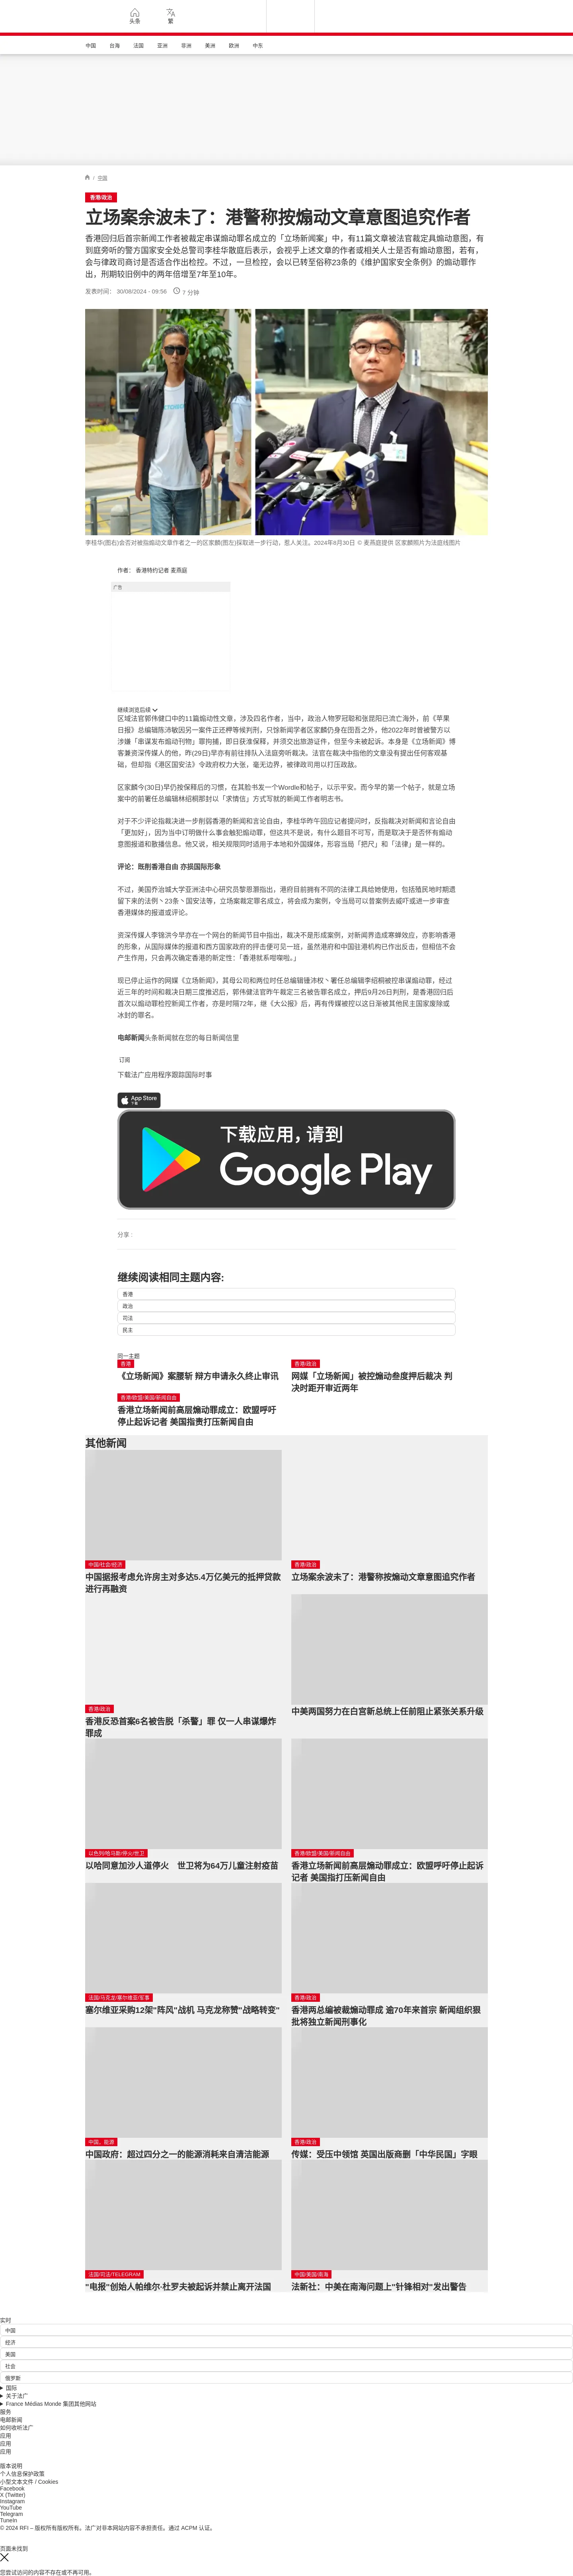 头条
繁
中国
台海
法国
亚洲
非洲
美洲
欧洲
中东
/ 中国
香港/政治
立场案余波未了：港警称按煽动文章意图追究作者
香港回归后首宗新闻工作者被裁定串谋煽动罪名成立的「立场新闻案」中，有11篇文章被法官裁定具煽动意图，有
到庭旁听的警方国家安全处总警司李桂华散庭后表示，会视乎上述文章的作者或相关人士是否有煽动意图，若有，
会与律政司商讨是否适合作出检控。不过，一旦检控，会以已转至俗称23条的《维护国家安全条例》的煽动罪作
出，刑期较旧例中的两年倍增至7年至10年。
发表时间： 30/08/2024 - 09:56
7 分钟
李桂华(图右)会否对被指煽动文章作者之一的区家麟(图左)採取进一步行动，惹人关注。2024年8月30日 © 麦燕庭提供 区家麟照片为法庭线图片
作者： 香港特约记者 麦燕庭
广告
继续浏览后续
区域法官郭伟健口中的11篇煽动性文章，涉及四名作者，当中，政治人物罗冠聪和张昆阳已流亡海外，前《苹果
日报》总编辑陈沛敏因另一案件正还押等候判刑，只馀新闻学者区家麟仍身在囹吾之外，他2022年时曾被警方以
涉嫌「串谋发布煽动刊物」罪拘捕，即日获淮保释，并须交出旅游证件，但至今未被起诉。本身是《立场新闻》博
客兼资深传媒人的他，昨(29日)早亦有前往排队入法庭旁听裁决。法官在裁决中指他的文章没有提出任何客观基
础，但却指《港区国安法》令政府权力大张，毫无边界，被律政司用以打压政敌。
区家麟今(30日)早仍按保释后的习惯，在其脸书发一个Wordle和帖子，以示平安。而今早的第一个帖子，就是立场
案中的前署任总编辑林绍桐那封以「求情信」方式写就的新闻工作者明志书。
对于不少评论指裁决进一步削弱香港的新闻和言论自由，李桂华昨午回应记者提问时，反指裁决对新闻和言论自由
「更加好」，因为当中订明做什么事会触犯煽动罪，但这共不是说，有什么题目不可写，而是取决于是否怀有煽动
意图报道和散播信息。他又说，相关规限同时适用于本地和外国媒体，形容当局「把尺」和「法律」是一样的。
评论：既削香港自由 亦损国际形象
不过，美国乔治城大学亚洲法中心研究员黎恩灏指出，港府目前拥有不同的法律工具给她使用，包括殖民地时期遗
留下来的法例丶23条丶国安法等，立场案裁定罪名成立，将会成为案例，令当局可以昔案例去威吓或进一步审查
香港媒体的报道或评论。
资深传媒人李锦洪今早亦在一个网台的新闻节目中指出，裁决不是形成案例，对新闻界造成寒蝉效应，亦影响香港
的形象，从国际媒体的报道和西方国家政府的抨击便可见一斑，虽然港府和中国驻港机构已作出反击，但相信不会
产生作用，只会再次确定香港的新定性：「香港就系咁㗎啦。」
现已停止运作的网媒《立场新闻》，其母公司和两位时任总编辑锺沛权丶署任总编辑李绍桐被控串谋煽动罪，经过
近三年的时间和裁决日期三度推迟后，郭伟健法官昨午裁定三名被告罪名成立，押后9月26日判刑，是香港回归后
首次以煽动罪检控新闻工作者，亦是时隔72年，继《大公报》后，再有传媒被控以这日渐被其他民主国家废除或
冰封的罪名。
电邮新闻头条新闻就在您的每日新闻信里
订阅
下载法广应用程序跟踪国际时事
App Store
下载
下载应用，请到
Google Play
分享 :
继续阅读相同主题内容:
香港
政治
司法
民主
同一主题
香港
《立场新闻》案腰斩 辩方申请永久终止审讯
香港/政治
网媒「立场新闻」被控煽动叁度押后裁决 判
决时距开审近两年
香港/欧盟/美国/新闻自由
香港立场新闻前高层煽动罪成立：欧盟呼吁
停止起诉记者 美国指责打压新闻自由
其他新闻
中国/社会/经济
中国据报考虑允许房主对多达5.4万亿美元的抵押贷款
进行再融资
香港/政治
立场案余波未了：港警称按煽动文章意图追究作者
香港/政治
香港反恐首案6名被告脱「杀警」罪 仅一人串谋爆炸
罪成
中美两国努力在白宫新总统上任前阻止紧张关系升级
以色列/哈马斯/停火/世卫
以哈同意加沙人道停火　世卫将为64万儿童注射疫苗
香港/欧盟/美国/新闻自由
香港立场新闻前高层煽动罪成立：欧盟呼吁停止起诉
记者 美国指打压新闻自由
法国/马克龙/塞尔维亚/军事
塞尔维亚采购12架"阵风"战机 马克龙称赞"战略转变"
香港/政治
香港两总编被裁煽动罪成 逾70年来首宗 新闻组织狠
批将独立新闻刑事化
中国、能源
中国政府：超过四分之一的能源消耗来自清洁能源
香港/政治
传媒：受压中领馆 英国出版商删「中华民国」字眼
法国/司法/TELEGRAM
"电报"创始人帕维尔·杜罗夫被起诉并禁止离开法国
中国/美国/南海
法新社：中美在南海问题上"针锋相对"发出警告
实时
中国
经济
美国
社会
俄罗斯
国际
关于法广
France Médias Monde 集团其他网站
服务
电邮新闻
如何收听法广
应用
应用
应用
版本说明
个人信息保护政策
小型文本文件 / Cookies
Facebook
X (Twitter)
Instagram
YouTube
Telegram
TuneIn
© 2024 RFI – 版权所有版权所有。法广对非本网站内容不承担责任。通过 ACPM 认证。
页面未找到
您尝试访问的内容不存在或不再可用。